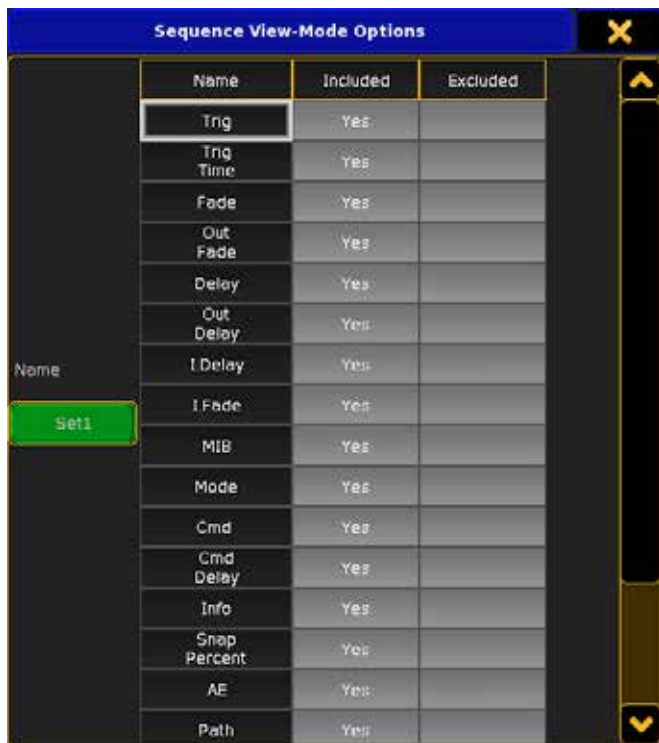 Sequence View-Mode Options
Name Included Excluded
Trig Yes
Trig Time Yes
Fade Yes
Out Fade Yes
Delay Yes
Out Delay Yes
Name
I.Delay Yes
I.Fade Yes
Set1
MIB Yes
Mode Yes
Cmd Yes
Cmd Delay Yes
Info Yes
Snap Percent Yes
AE Yes
Path Yes